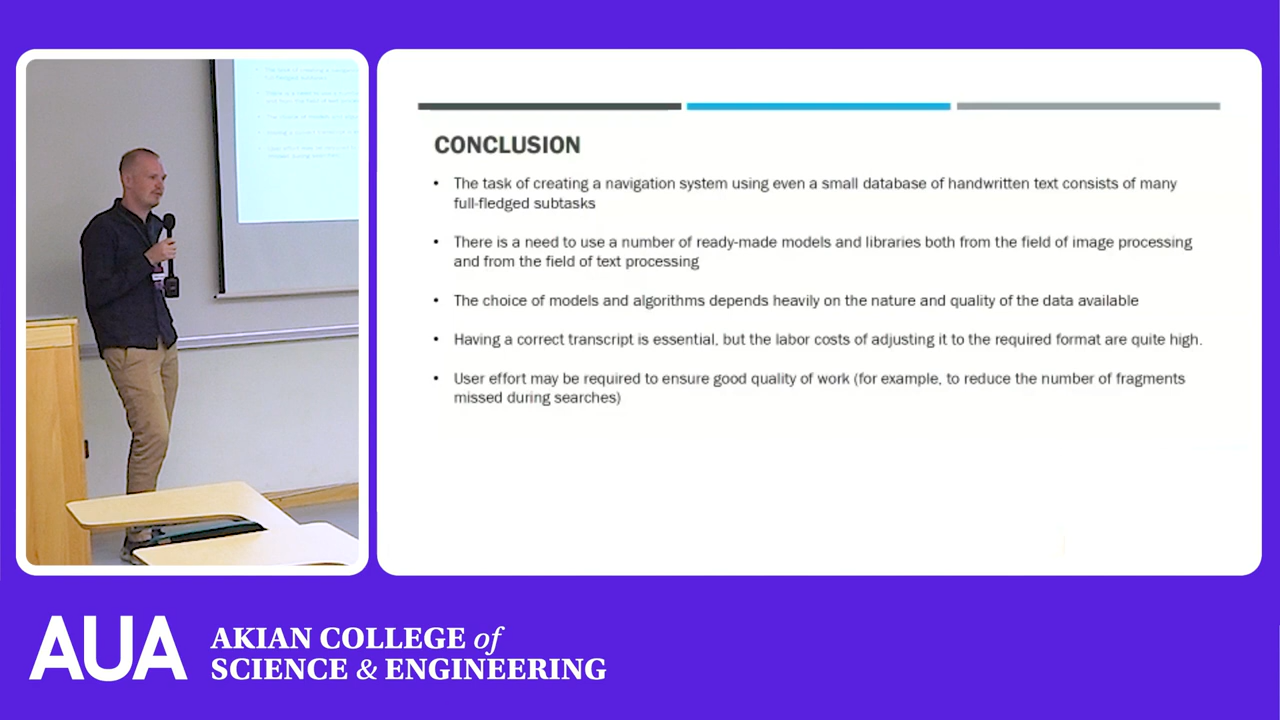 CONCLUSION
• The task of creating a navigation system using even a small database of handwritten text consists of many
full-fledged subtasks
• There is a need to use a number of ready-made models and libraries both from the field of image processing
and from the field of text processing
• The choice of models and algorithms depends heavily on the nature and quality of the data available
• Having a correct transcript is essential, but the labor costs of adjusting it to the required format are quite high.
• User effort may be required to ensure good quality of work (for example, to reduce the number of fragments
missed during searches)
AUA
AKIAN COLLEGE of
SCIENCE & ENGINEERING